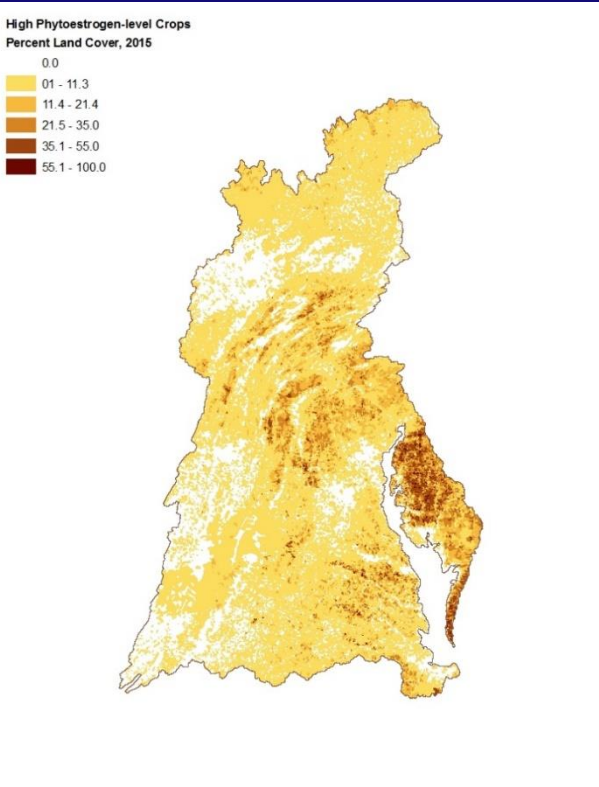 High Phytoestrogen-level Crops
Percent Land Cover, 2015
0.0
01 - 11.3
11.4 - 21.4
21.5 - 35.0
35.1 - 55.0
55.1 - 100.0